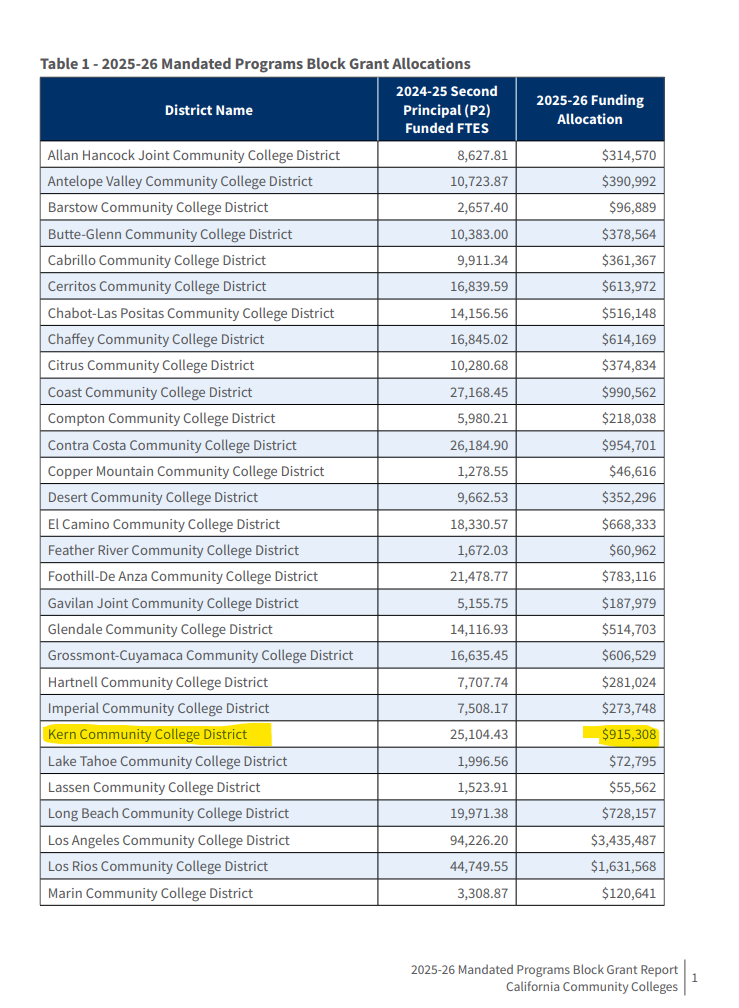 Table 1 - 2025-26 Mandated Programs Block Grant Allocations
District Name
2024-25 Second
Principal (P2)
Funded FTES
2025-26 Funding
Allocation
Allan Hancock Joint Community College District 8,627.81 $314,570
Antelope Valley Community College District 10,723.87 $390,992
Barstow Community College District 2,657.40 $96,889
Butte-Glenn Community College District 10,383.00 $378,564
Cabrillo Community College District 9,911.34 $361,367
Cerritos Community College District 16,839.59 $613,972
Chabot-Las Positas Community College District 14,156.56 $516,148
Chaffey Community College District 16,845.02 $614,169
Citrus Community College District 10,280.68 $374,834
Coast Community College District 27,168.45 $990,562
Compton Community College District 5,980.21 $218,038
Contra Costa Community College District 26,184.90 $954,701
Copper Mountain Community College District 1,278.55 $46,616
Desert Community College District 9,662.53 $352,296
El Camino Community College District 18,330.57 $668,333
Feather River Community College District 1,672.03 $60,962
Foothill-De Anza Community College District 21,478.77 $783,116
Gavilan Joint Community College District 5,155.75 $187,979
Glendale Community College District 14,116.93 $514,703
Grossmont-Cuyamaca Community College District 16,635.45 $606,529
Hartnell Community College District 7,707.74 $281,024
Imperial Community College District 7,508.17 $273,748
Kern Community College District 25,104.43 $915,308
Lake Tahoe Community College District 1,996.56 $72,795
Lassen Community College District 1,523.91 $55,562
Long Beach Community College District 19,971.38 $728,157
Los Angeles Community College District 94,226.20 $3,435,487
Los Rios Community College District 44,749.55 $1,631,568
Marin Community College District 3,308.87 $120,641
2025-26 Mandated Programs Block Grant Report
California Community Colleges
1